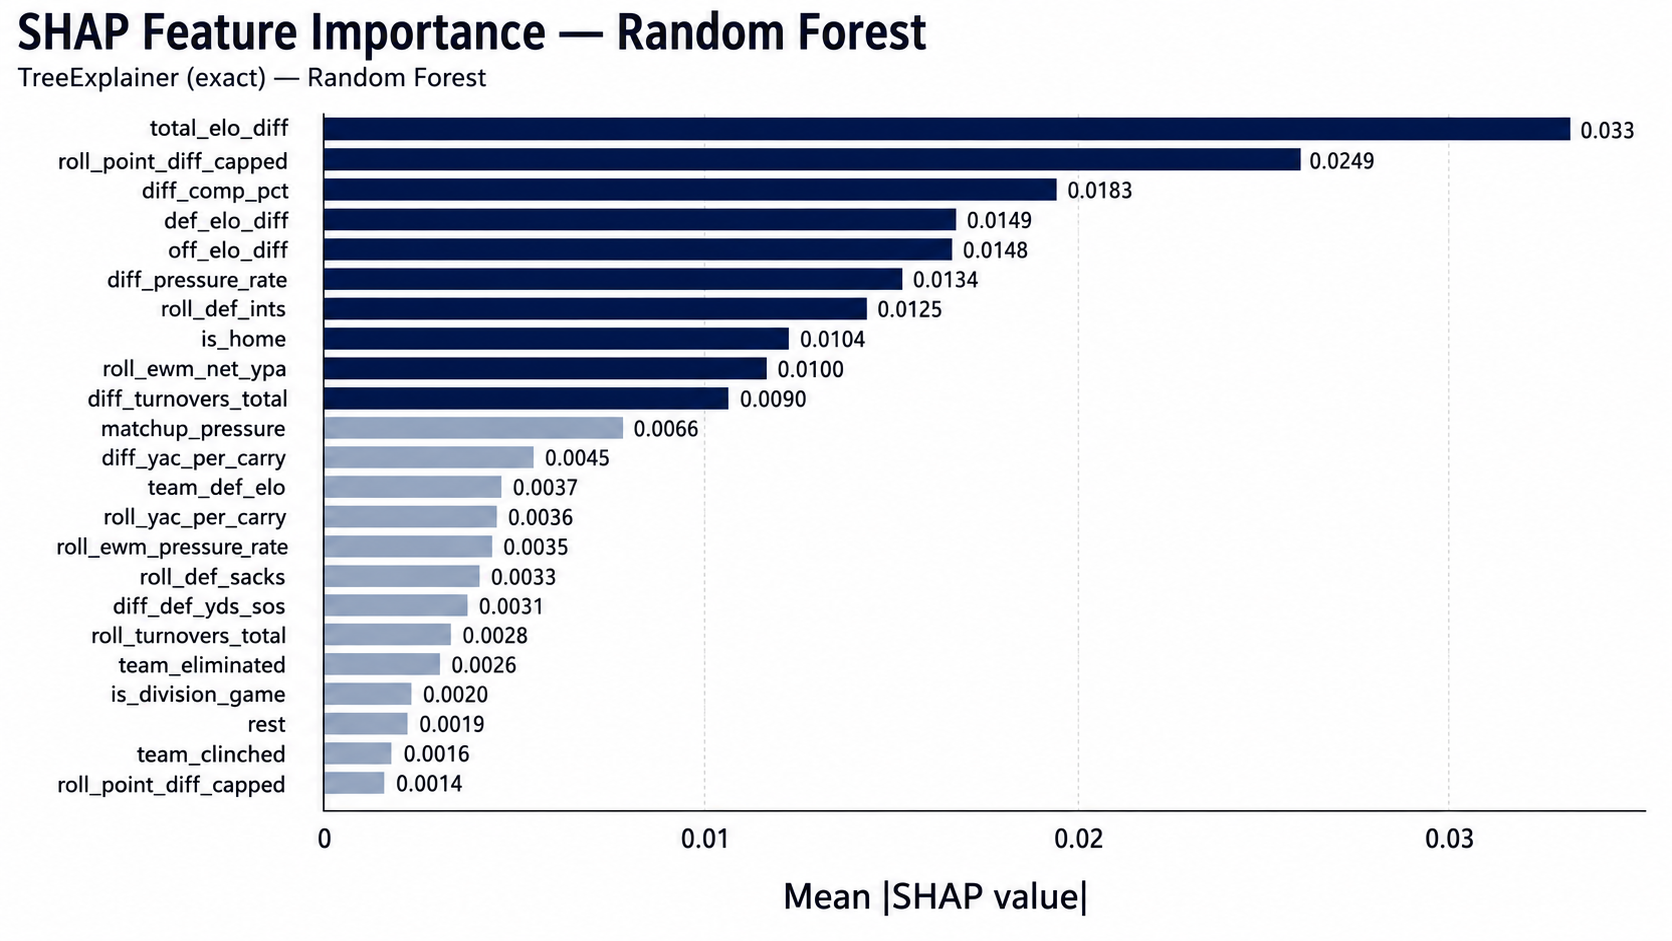 SHAP Feature Importance — Random Forest
TreeExplainer (exact) — Random Forest
total_elo_diff 0.033
roll_point_diff_capped 0.0249
diff_comp_pct 0.0183
def_elo_diff 0.0149
off_elo_diff 0.0148
diff_pressure_rate 0.0134
roll_def_ints 0.0125
is_home 0.0104
roll_ewm_net_ypa 0.0100
diff_turnovers_total 0.0090
matchup_pressure 0.0066
diff_yac_per_carry 0.0045
team_def_elo 0.0037
roll_yac_per_carry 0.0036
roll_ewm_pressure_rate 0.0035
roll_def_sacks 0.0033
diff_def_yds_sos 0.0031
roll_turnovers_total 0.0028
team_eliminated 0.0026
is_division_game 0.0020
rest 0.0019
team_clinched 0.0016
roll_point_diff_capped 0.0014
0 0.01 0.02 0.03
Mean |SHAP value|